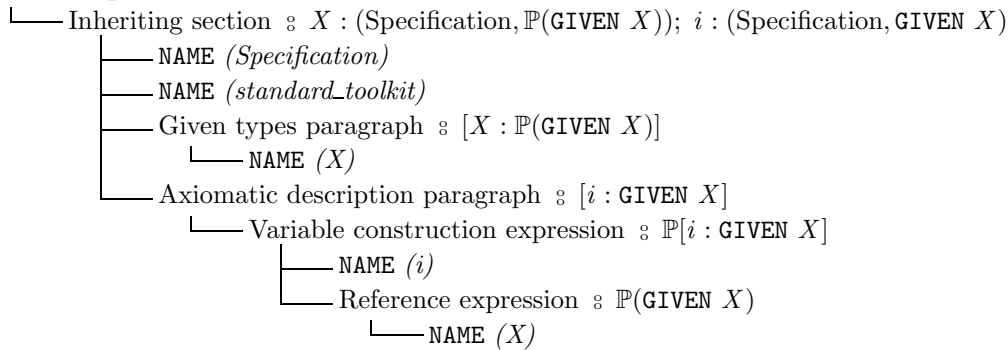 Inheriting section ⦂ X : (Specification, ℙ(GIVEN X)); i : (Specification, GIVEN X)
NAME (Specification)
NAME (standard_toolkit)
Given types paragraph ⦂ [X : ℙ(GIVEN X)]
NAME (X)
Axiomatic description paragraph ⦂ [i : GIVEN X]
Variable construction expression ⦂ ℙ[i : GIVEN X]
NAME (i)
Reference expression ⦂ ℙ(GIVEN X)
NAME (X)